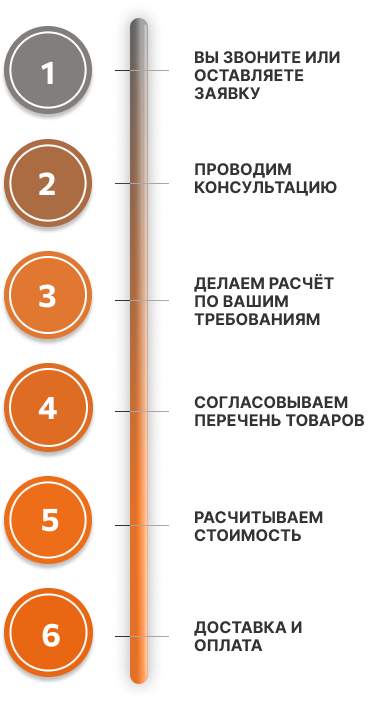 1
ВЫ ЗВОНИТЕ ИЛИ
ОСТАВЛЯЕТЕ
ЗАЯВКУ
2
ПРОВОДИМ
КОНСУЛЬТАЦИЮ
3
ДЕЛАЕМ РАСЧЁТ
ПО ВАШИМ
ТРЕБОВАНИЯМ
4
СОГЛАСОВЫВАЕМ
ПЕРЕЧЕНЬ ТОВАРОВ
5
РАСЧИТЫВАЕМ
СТОИМОСТЬ
6
ДОСТАВКА И
ОПЛАТА